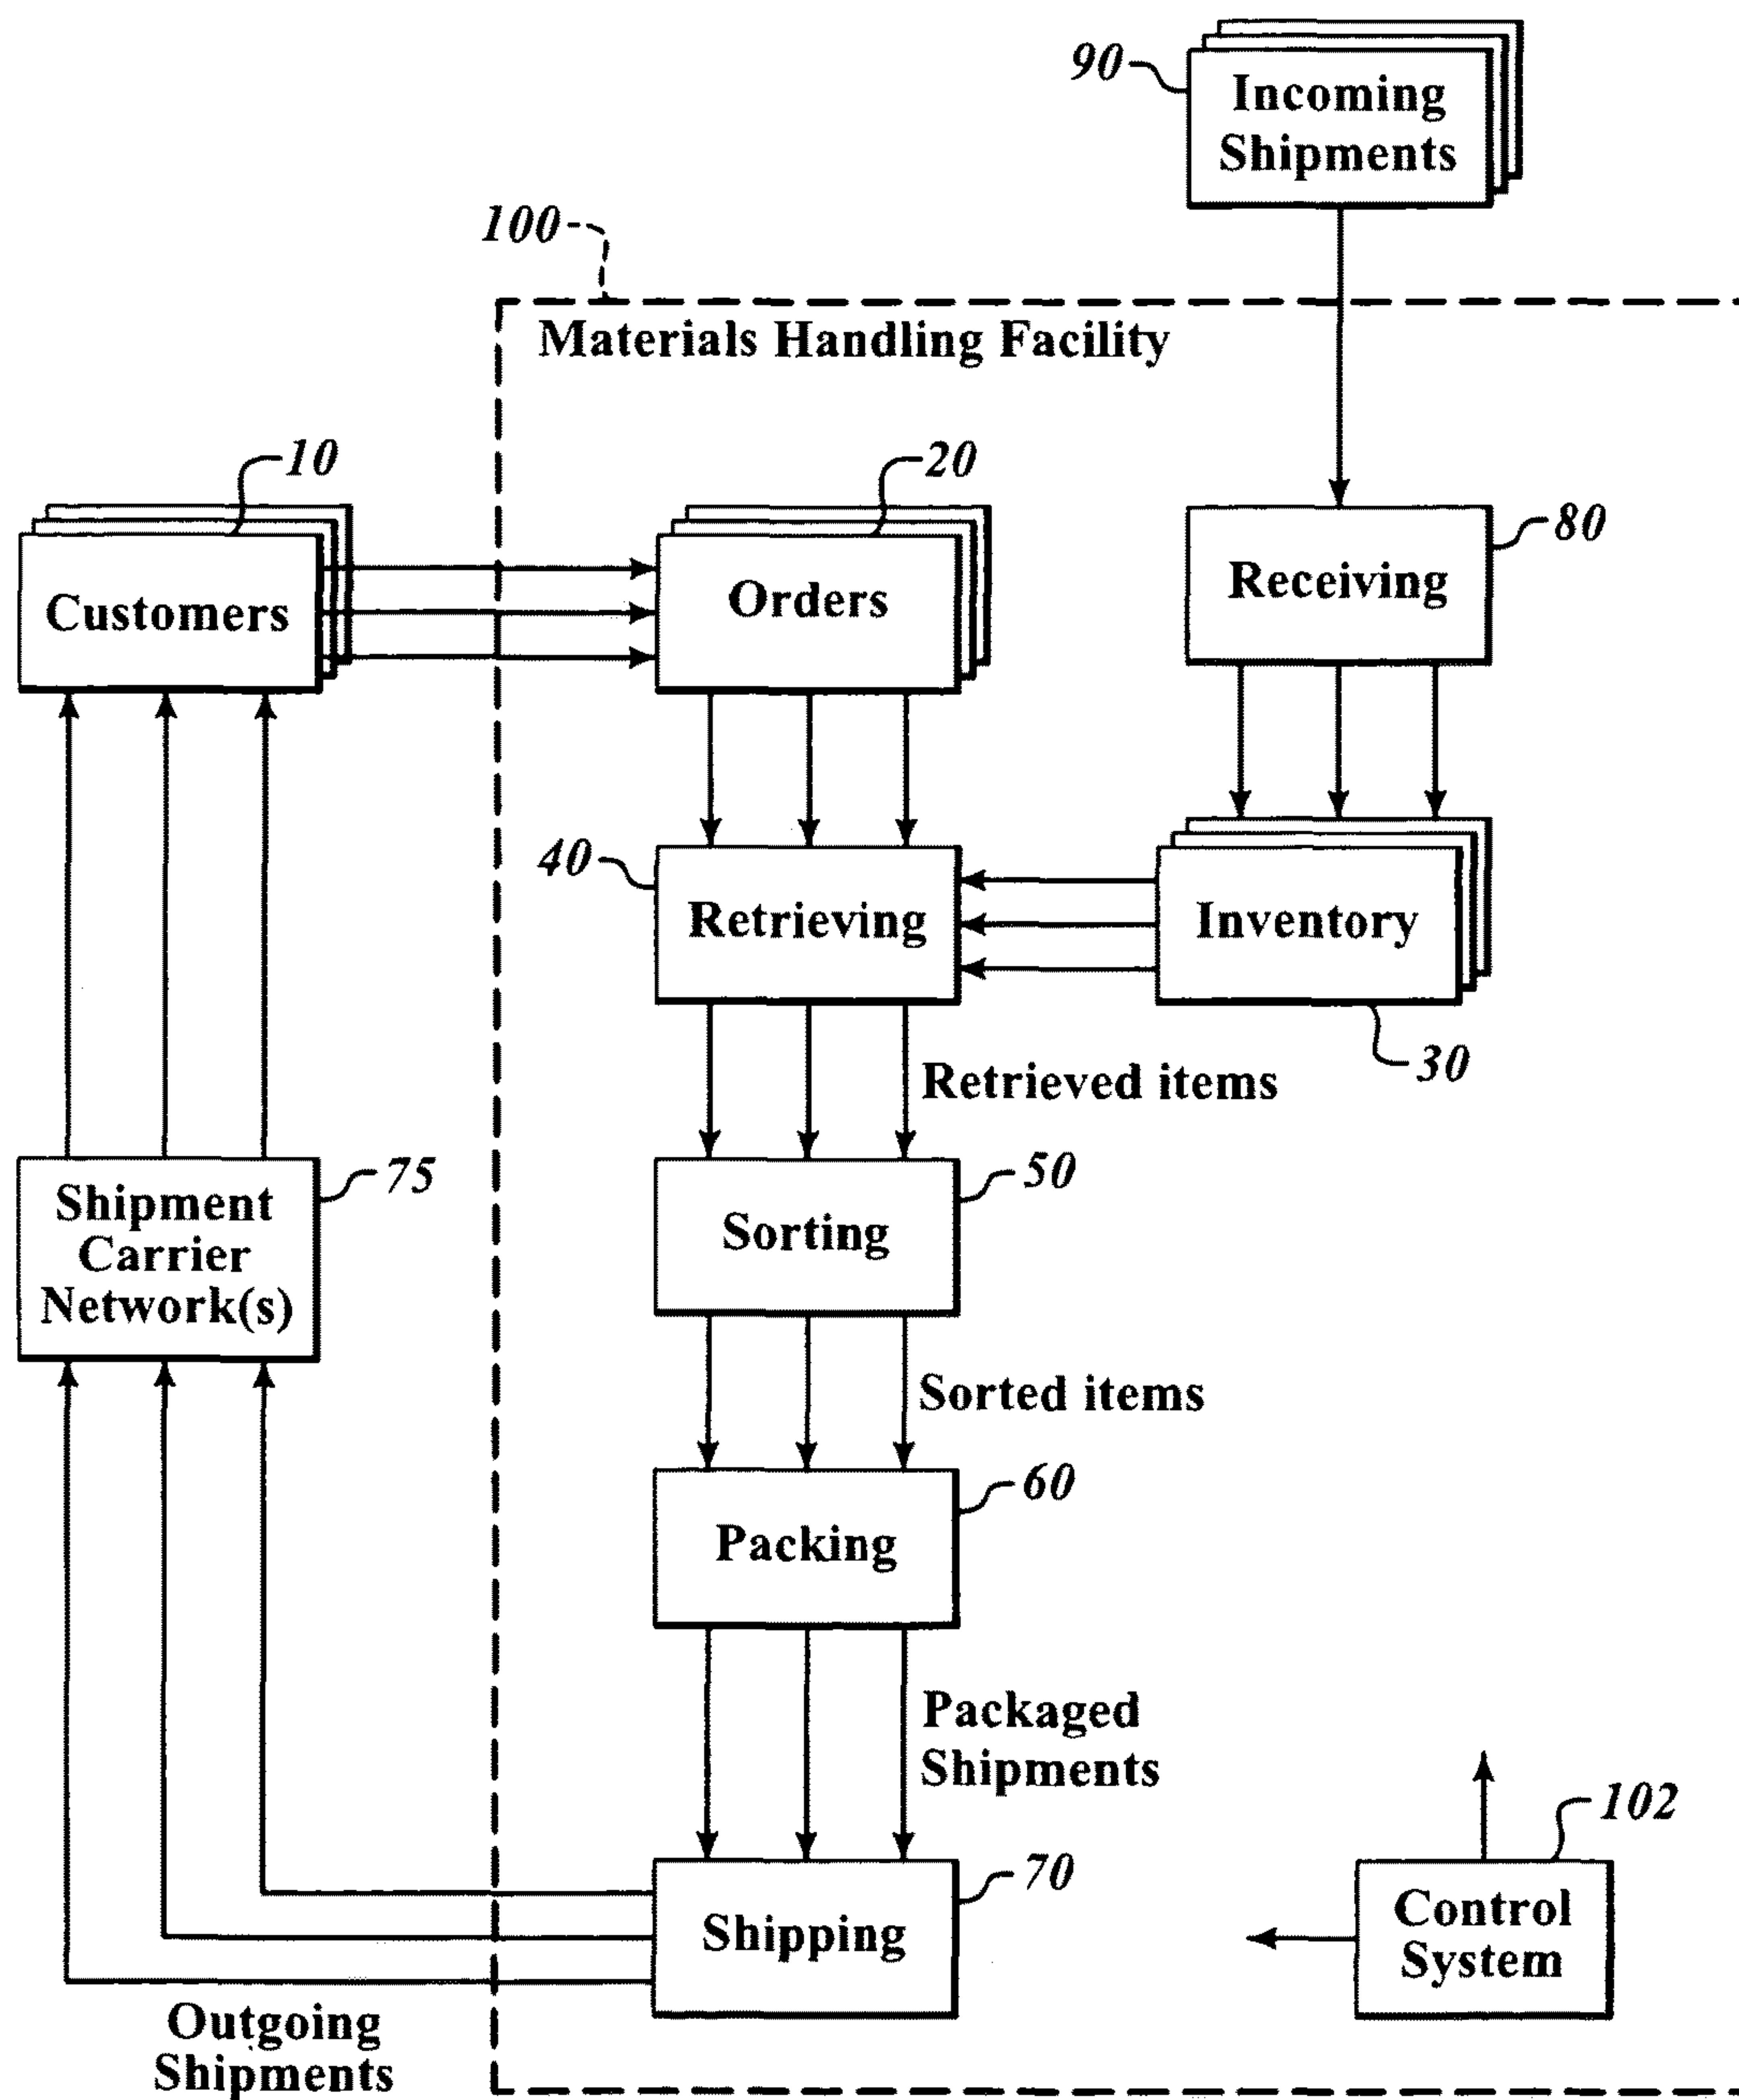 90
Incoming
Shipments
100
Materials Handling Facility
10
20
80
Customers
Orders
Receiving
40
Retrieving
Inventory
30
Retrieved items
75
Shipment
Carrier
Network(s)
50
Sorting
Sorted items
60
Packing
Packaged
Shipments
102
70
Shipping
Control
System
Outgoing
Shipments